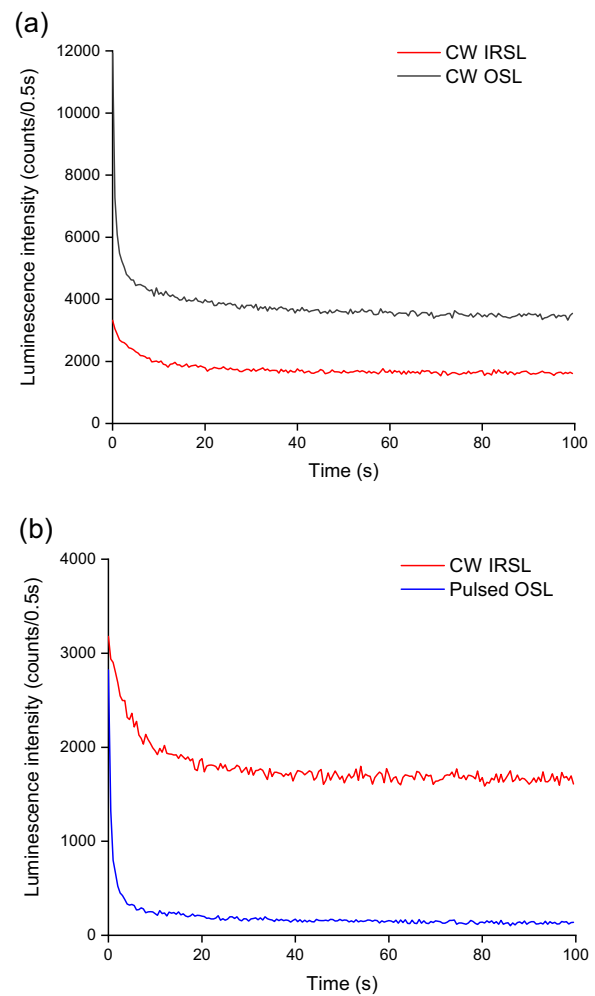 (a)
CW IRSL
CW OSL
Luminescence intensity (counts/0.5s)
12000
10000
8000
6000
4000
2000
0
0 20 40 60 80 100
Time (s)
(b)
CW IRSL
Pulsed OSL
Luminescence intensity (counts/0.5s)
4000
3000
2000
1000
0
0 20 40 60 80 100
Time (s)